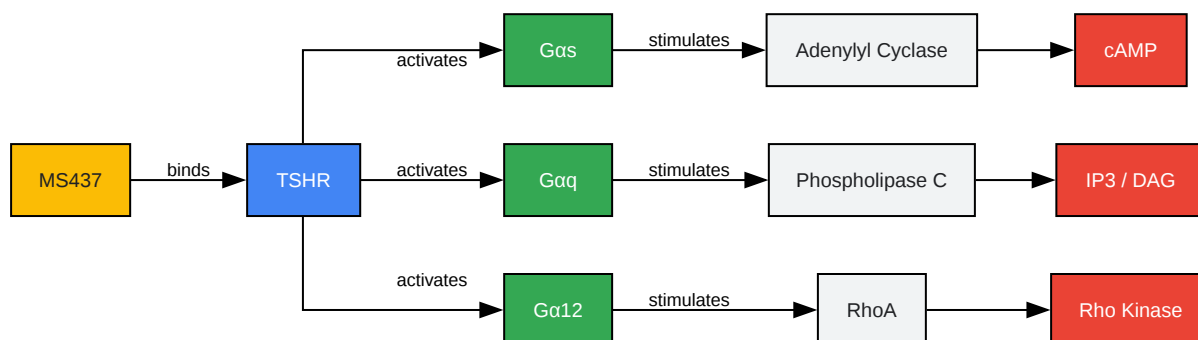 activates
Gαs
stimulates
Adenylyl Cyclase
cAMP
MS437
binds
TSHR
activates
Gαq
stimulates
Phospholipase C
IP3 / DAG
activates
Gα12
stimulates
RhoA
Rho Kinase